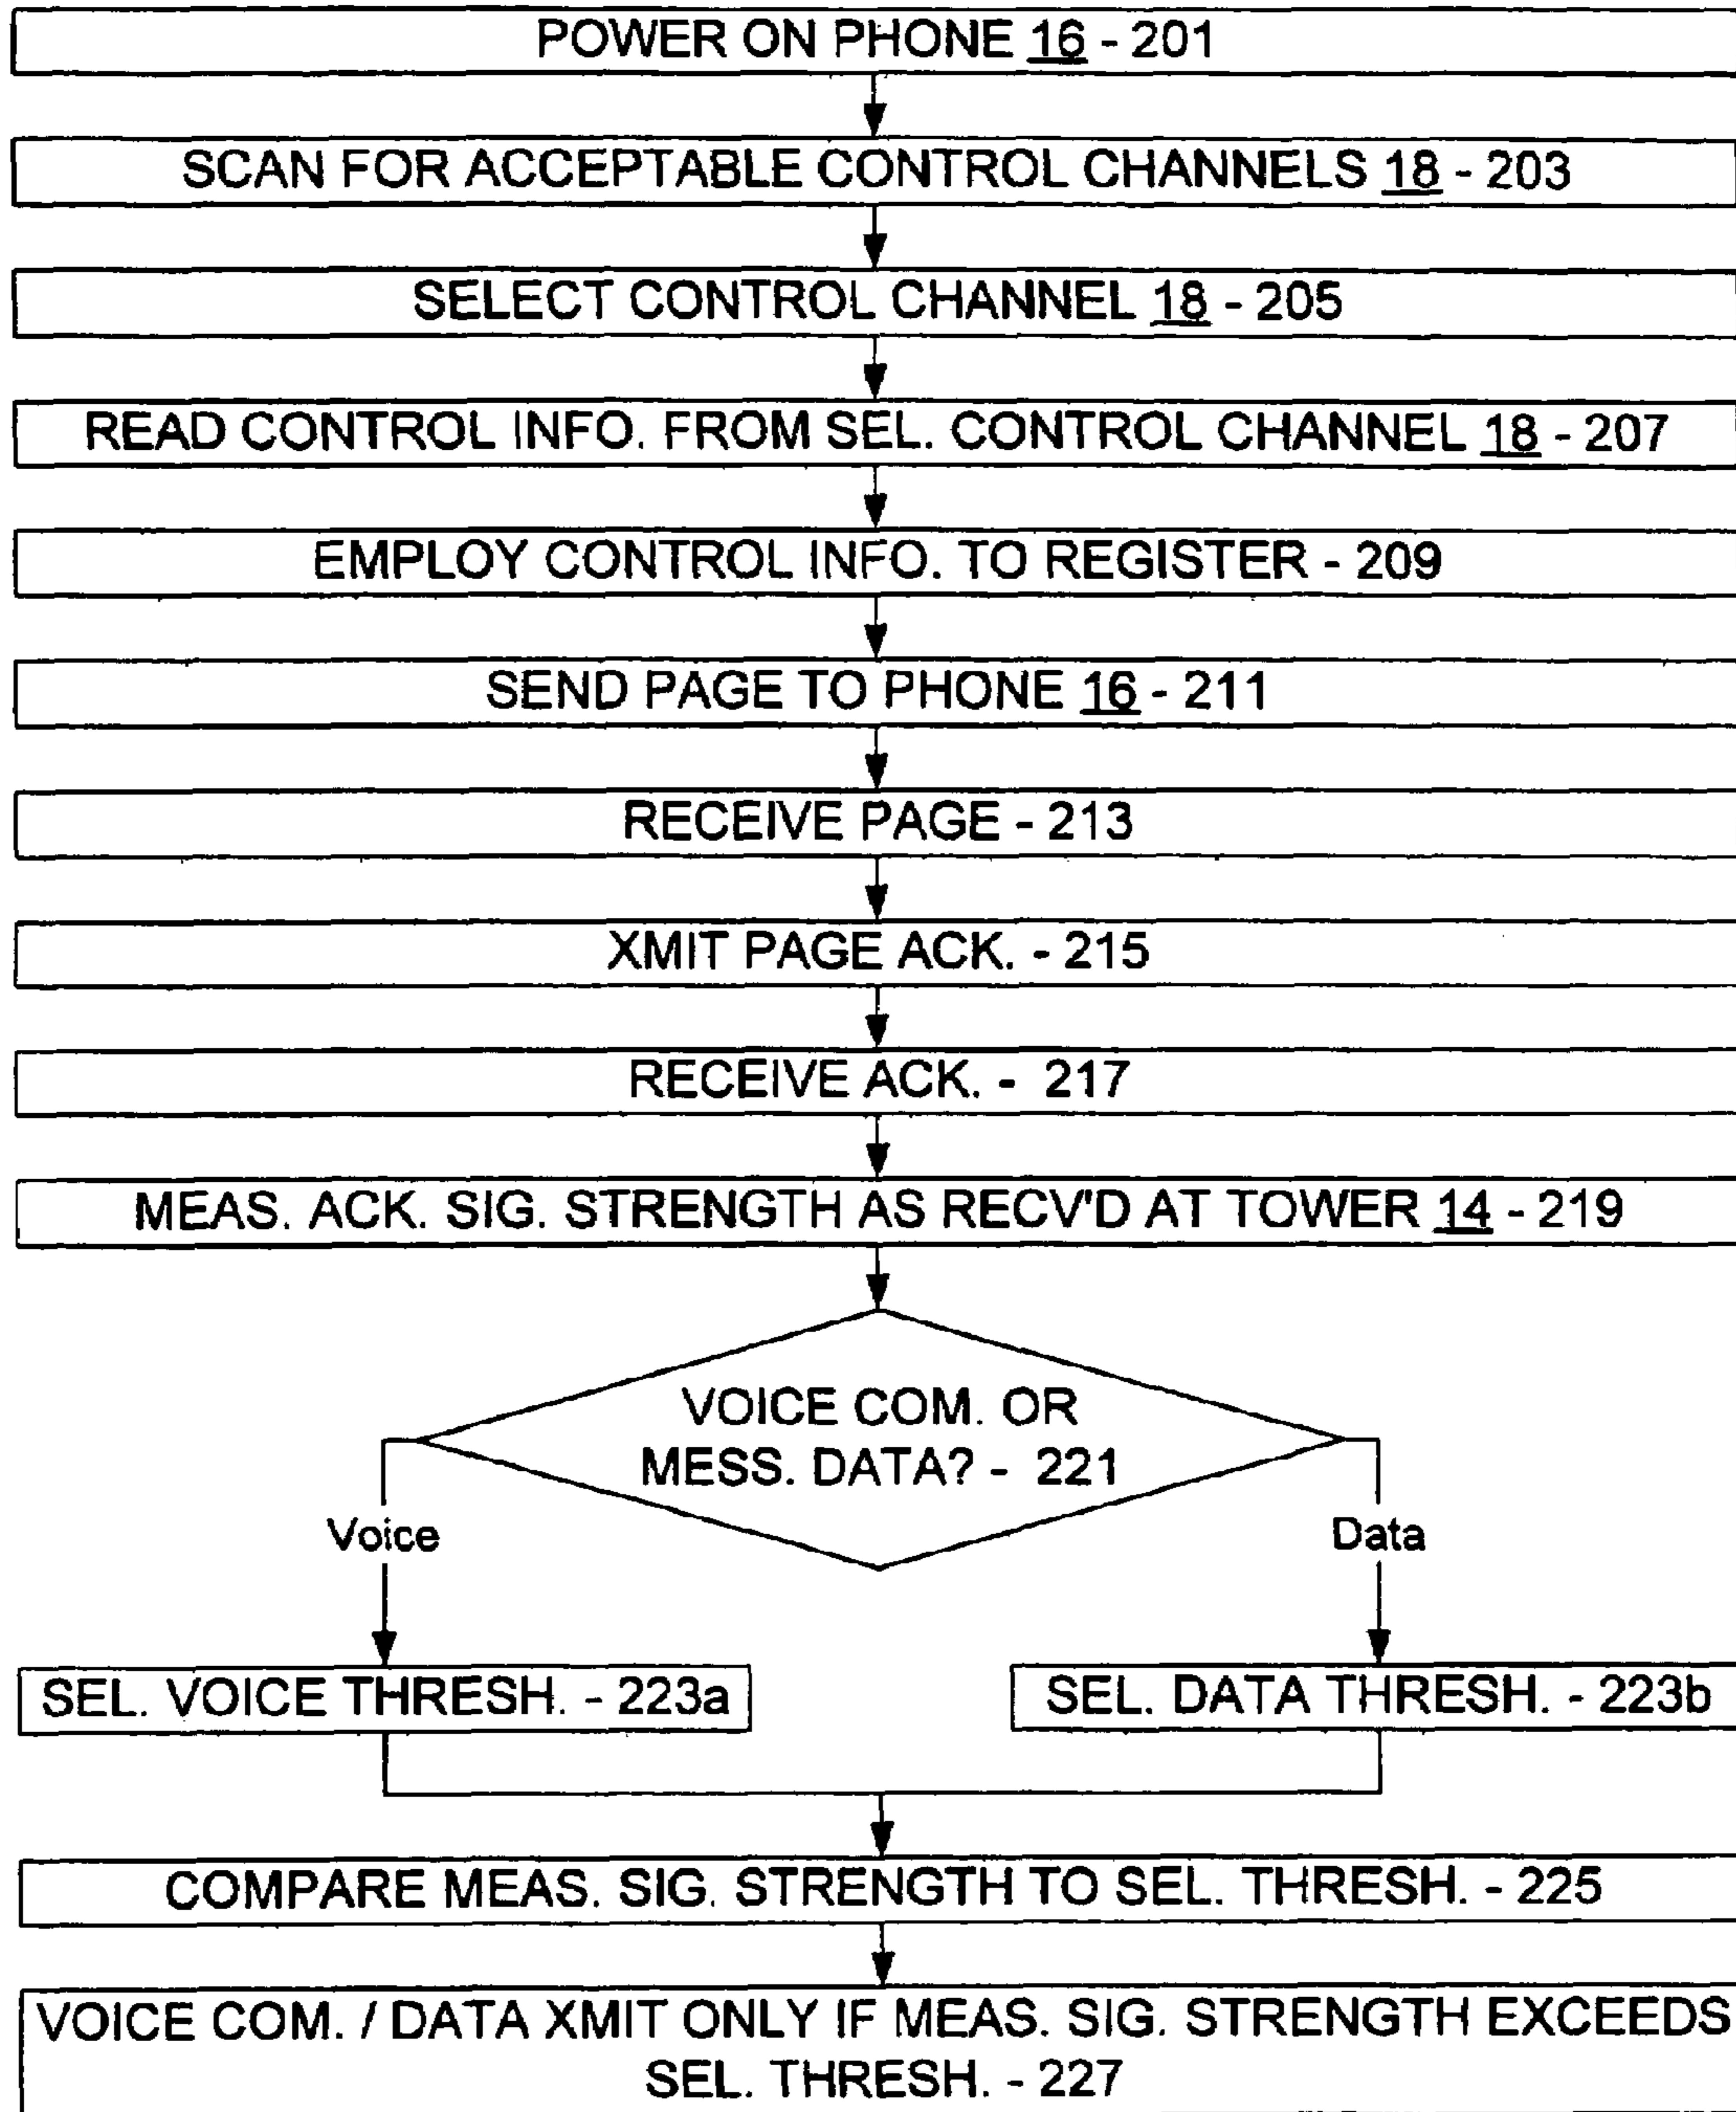 POWER ON PHONE 16 - 201
SCAN FOR ACCEPTABLE CONTROL CHANNELS 18 - 203
SELECT CONTROL CHANNEL 18 - 205
READ CONTROL INFO. FROM SEL. CONTROL CHANNEL 18 - 207
EMPLOY CONTROL INFO. TO REGISTER - 209
SEND PAGE TO PHONE 16 - 211
RECEIVE PAGE - 213
XMIT PAGE ACK. - 215
RECEIVE ACK. - 217
MEAS. ACK. SIG. STRENGTH AS RECV'D AT TOWER 14 - 219
VOICE COM. OR
MESS. DATA? - 221
Voice
Data
SEL. VOICE THRESH. - 223a
SEL. DATA THRESH. - 223b
COMPARE MEAS. SIG. STRENGTH TO SEL. THRESH. - 225
VOICE COM. / DATA XMIT ONLY IF MEAS. SIG. STRENGTH EXCEEDS
SEL. THRESH. - 227